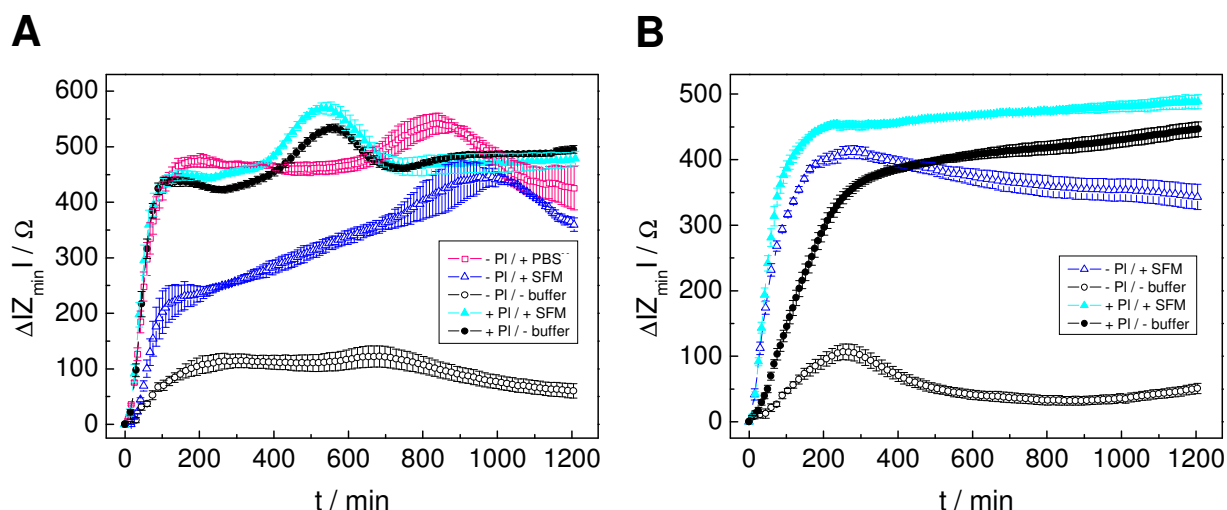 A
600
500
400
300
200
100
0
Δ|Z_min| / Ω
- PI / + PBS⁻⁻
- PI / + SFM
- PI / - buffer
+ PI / + SFM
+ PI / - buffer
0 200 400 600 800 1000 1200
t / min
B
500
400
300
200
100
0
Δ|Z_min| / Ω
- PI / + SFM
- PI / - buffer
+ PI / + SFM
+ PI / - buffer
0 200 400 600 800 1000 1200
t / min